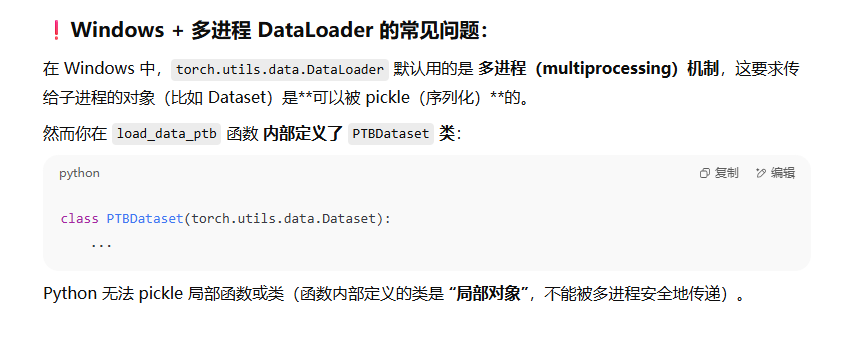 ❗ Windows + 多进程 DataLoader 的常见问题：
在 Windows 中，torch.utils.data.DataLoader 默认用的是 多进程（multiprocessing）机制，这要求传
给子进程的对象（比如 Dataset）是**可以被 pickle（序列化）**的。
然而你在 load_data_ptb 函数 内部定义了 PTBDataset 类：
python 复制 编辑
class PTBDataset(torch.utils.data.Dataset):
    ...
Python 无法 pickle 局部函数或类（函数内部定义的类是 “局部对象”，不能被多进程安全地传递）。